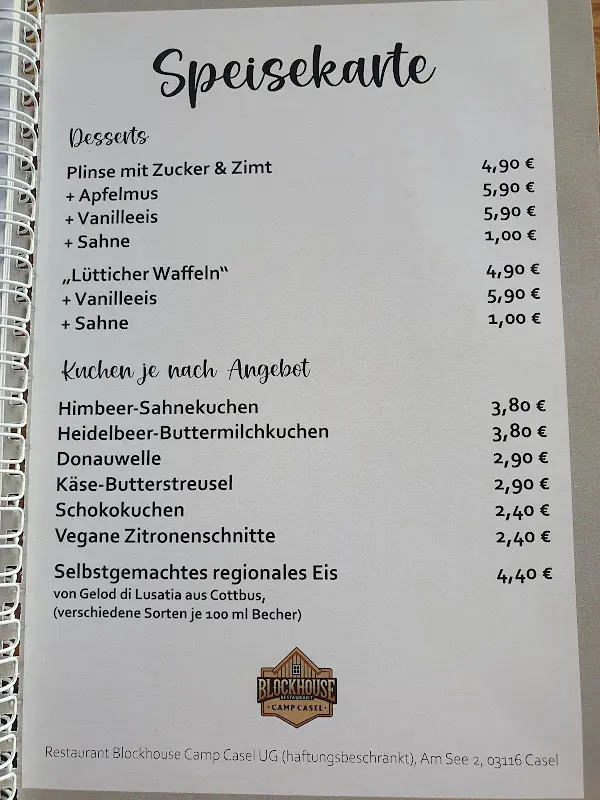 Speisekarte
Desserts
Plinse mit Zucker & Zimt 4,90 €
+ Apfelmus 5,90 €
+ Vanilleeis 5,90 €
+ Sahne 1,00 €
„Lütticher Waffeln“ 4,90 €
+ Vanilleeis 5,90 €
+ Sahne 1,00 €
Kuchen je nach Angebot
Himbeer-Sahnekuchen 3,80 €
Heidelbeer-Buttermilchkuchen 3,80 €
Donauwelle 2,90 €
Käse-Butterstreusel 2,90 €
Schokokuchen 2,40 €
Vegane Zitronenschnitte 2,40 €
Selbstgemachtes regionales Eis 4,40 €
von Gelod di Lusatia aus Cottbus,
(verschiedene Sorten je 100 ml Becher)
BLOCKHOUSE
RESTAURANT
CAMP CASEL
Restaurant Blockhouse Camp Casel UG (haftungsbeschränkt), Am See 2, 03116 Casel